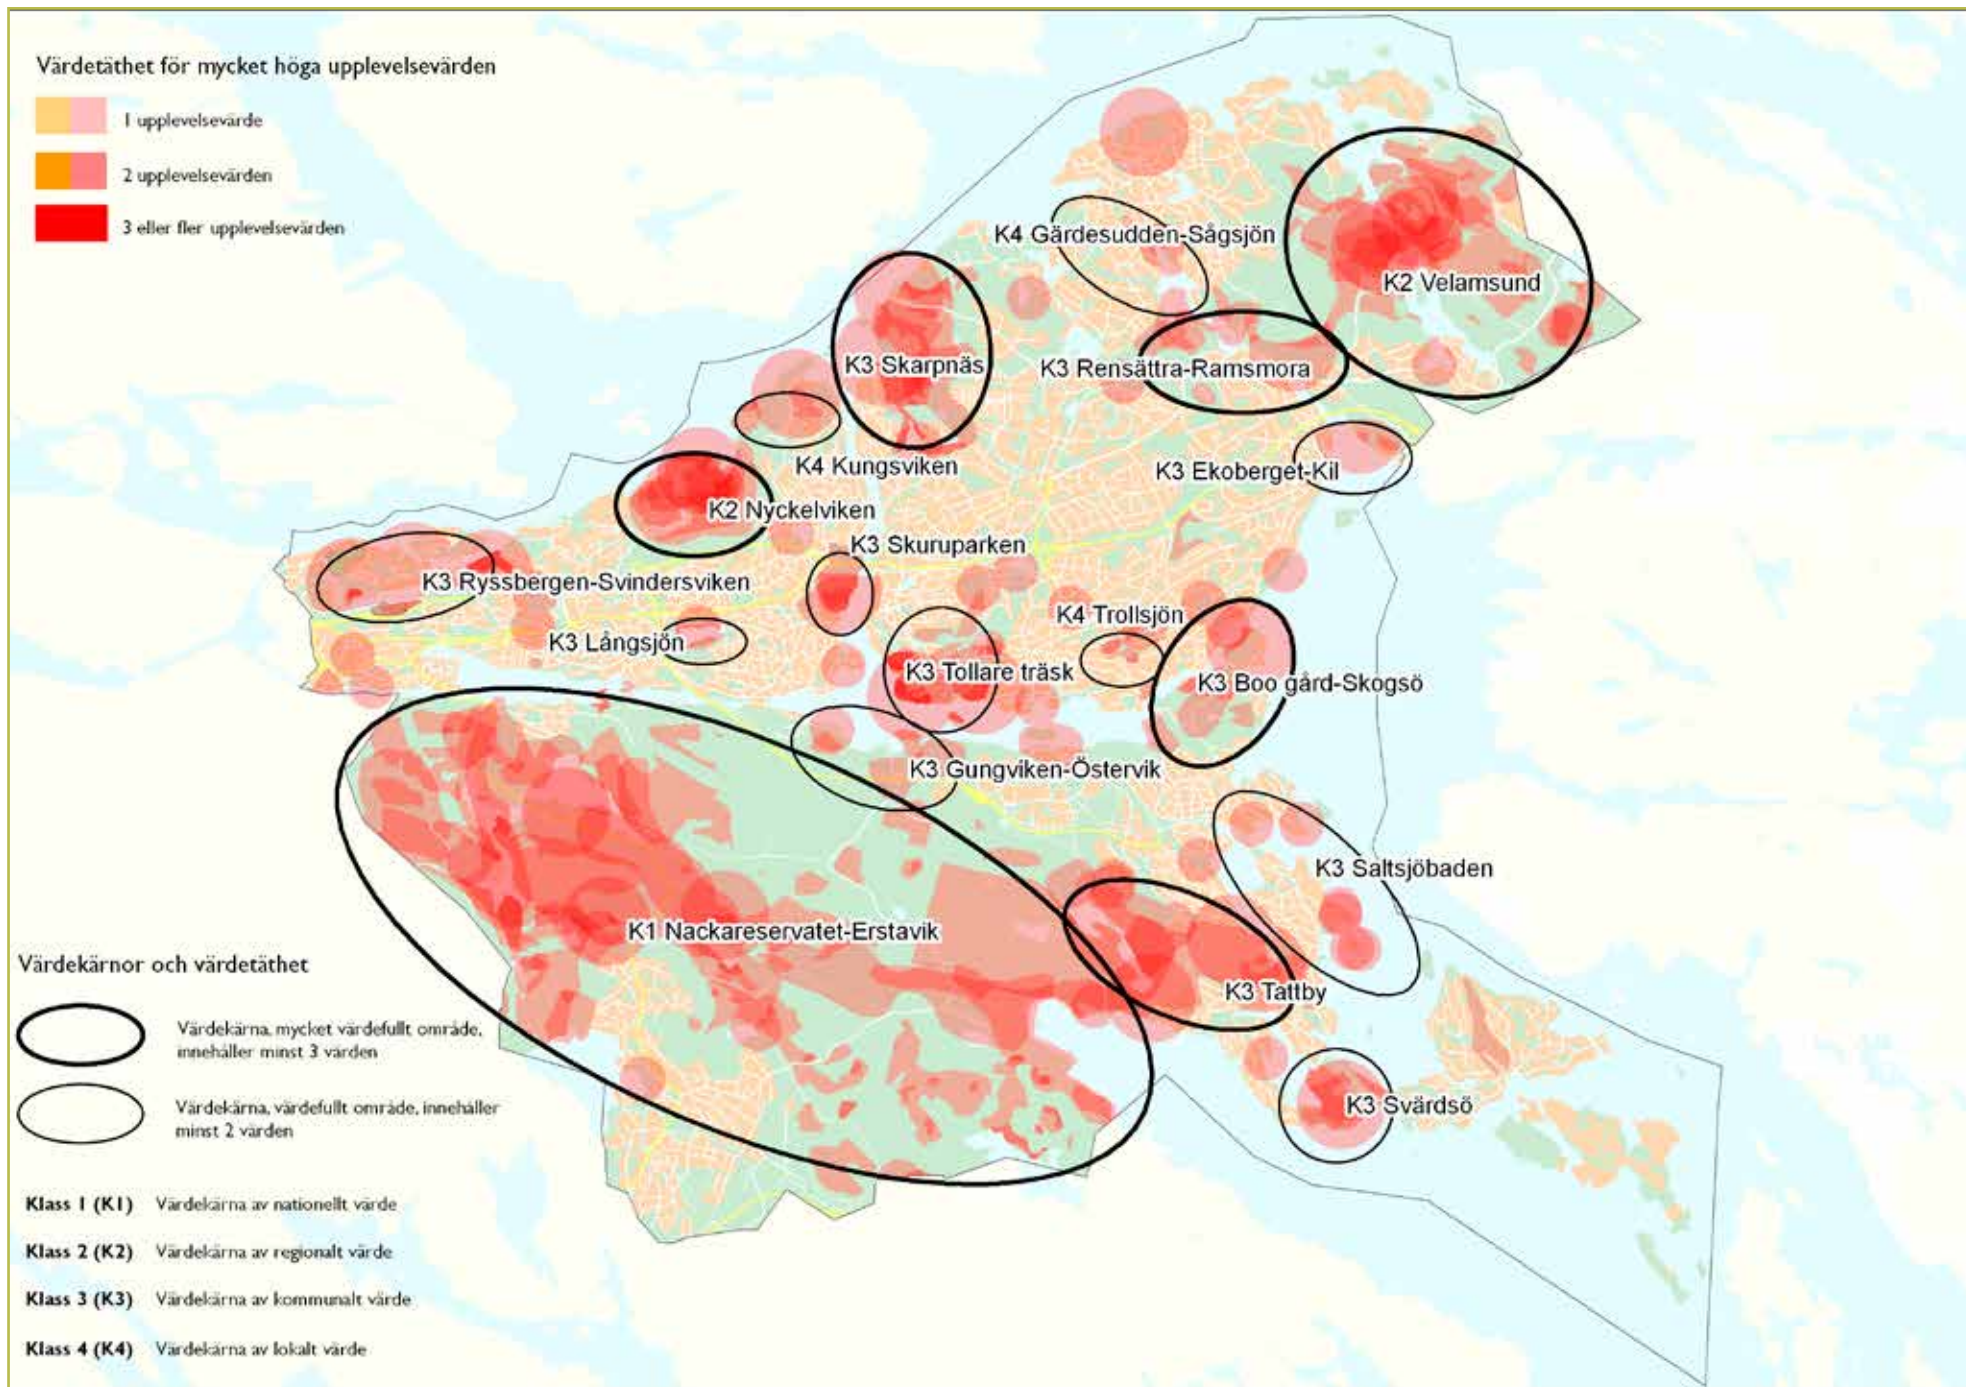 Värdetäthet för mycket höga upplevelsevärden
1 upplevelsevärde
2 upplevelsevärden
3 eller fler upplevelsevärden
K4 Gärdesudden-Sågsjön
K2 Velamsund
K3 Skarpnäs
K3 Rensättra-Ramsmora
K4 Kungsviken
K3 Ekoberget-Kil
K2 Nyckelviken
K3 Skuruparken
K3 Ryssbergen-Svindersviken
K4 Trollsjön
K3 Långsjön
K3 Tollare träsk
K3 Boo gård-Skogsö
K3 Gungviken-Östervik
K3 Saltsjöbaden
K1 Nackareservatet-Erstavik
K3 Tattby
K3 Svärdsö
Värdekärnor och värdetäthet
Värdekärna, mycket värdefullt område,
innehåller minst 3 värden
Värdekärna, värdefullt område, innehåller
minst 2 värden
Klass 1 (K1) Värdekärna av nationellt värde
Klass 2 (K2) Värdekärna av regionalt värde
Klass 3 (K3) Värdekärna av kommunalt värde
Klass 4 (K4) Värdekärna av lokalt värde